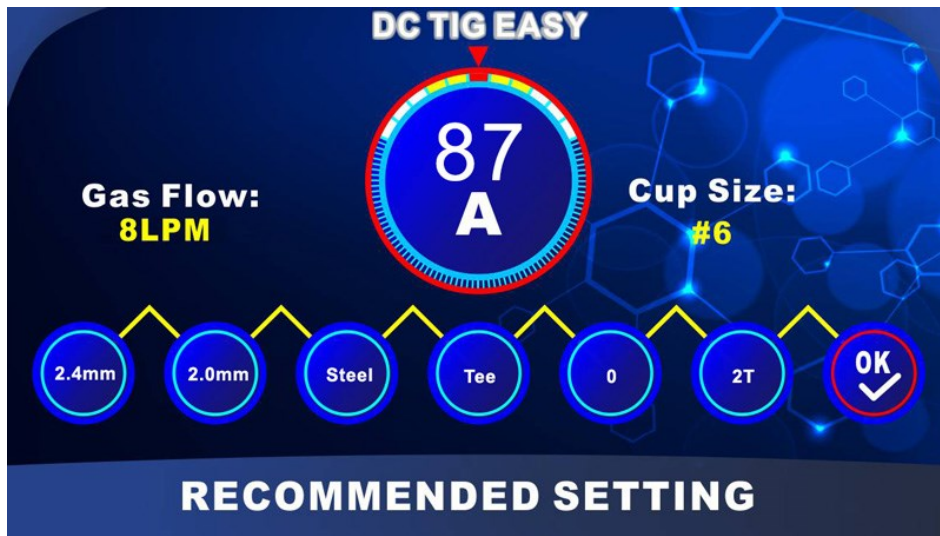 DC TIG EASY
87
A
Gas Flow:
8LPM
Cup Size:
#6
2.4mm
2.0mm
Steel
Tee
0
2T
OK
RECOMMENDED SETTING